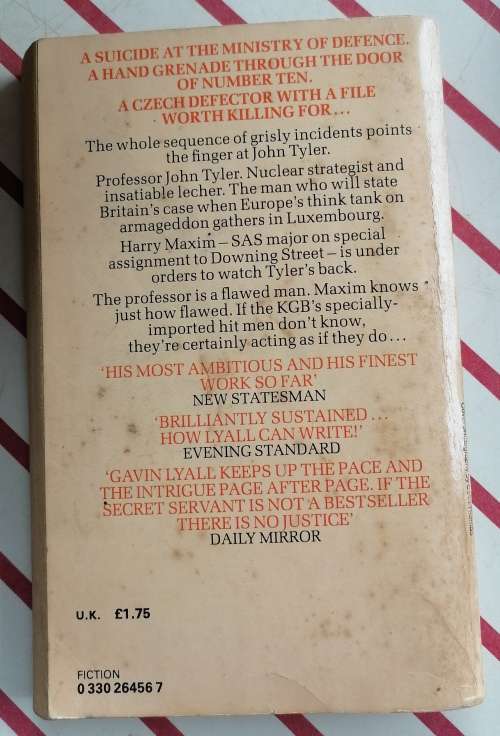 A SUICIDE AT THE MINISTRY OF DEFENCE.
A HAND GRENADE THROUGH THE DOOR
OF NUMBER TEN.
A CZECH DEFECTOR WITH A FILE
WORTH KILLING FOR...
The whole sequence of grisly incidents points
the finger at John Tyler.
Professor John Tyler. Nuclear strategist and
insatiable lecher. The man who will state
Britain's case when Europe's think tank on
armageddon gathers in Luxembourg.
Harry Maxim – SAS major on special
assignment to Downing Street – is under
orders to watch Tyler's back.
The professor is a flawed man. Maxim knows
just how flawed. If the KGB's specially-
imported hit men don't know,
they're certainly acting as if they do...
'HIS MOST AMBITIOUS AND HIS FINEST
WORK SO FAR'
NEW STATESMAN
'BRILLIANTLY SUSTAINED...
HOW LYALL CAN WRITE!'
EVENING STANDARD
'GAVIN LYALL KEEPS UP THE PACE AND
THE INTRIGUE PAGE AFTER PAGE. IF THE
SECRET SERVANT IS NOT A BESTSELLER
THERE IS NO JUSTICE'
DAILY MIRROR
U.K. £1.75
FICTION
0 330 26456 7